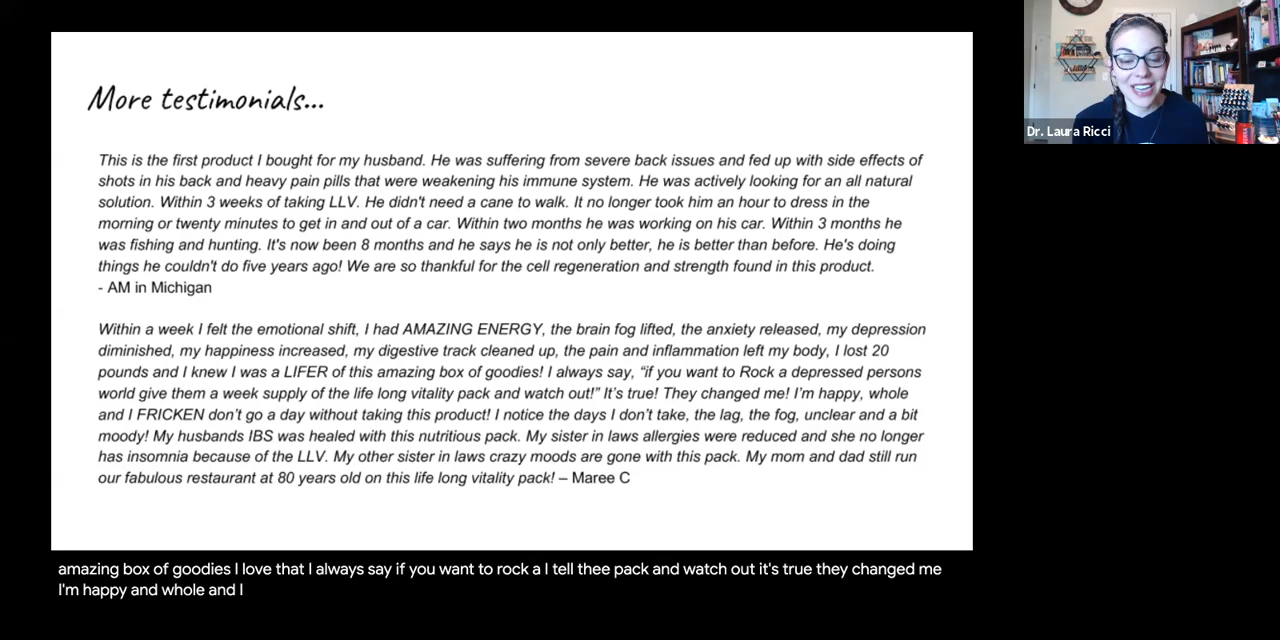 More testimonials...
This is the first product I bought for my husband. He was suffering from severe back issues and fed up with side effects of
shots in his back and heavy pain pills that were weakening his immune system. He was actively looking for an all natural
solution. Within 3 weeks of taking LLV. He didn't need a cane to walk. It no longer took him an hour to dress in the
morning or twenty minutes to get in and out of a car. Within two months he was working on his car. Within 3 months he
was fishing and hunting. It's now been 8 months and he says he is not only better, he is better than before. He's doing
things he couldn't do five years ago! We are so thankful for the cell regeneration and strength found in this product.
- AM in Michigan
Within a week I felt the emotional shift, I had AMAZING ENERGY, the brain fog lifted, the anxiety released, my depression
diminished, my happiness increased, my digestive track cleaned up, the pain and inflammation left my body, I lost 20
pounds and I knew I was a LIFER of this amazing box of goodies! I always say, “if you want to Rock a depressed persons
world give them a week supply of the life long vitality pack and watch out!” It’s true! They changed me! I’m happy, whole
and I FRICKEN don’t go a day without taking this product! I notice the days I don’t take, the lag, the fog, unclear and a bit
moody! My husbands IBS was healed with this nutritious pack. My sister in laws allergies were reduced and she no longer
has insomnia because of the LLV. My other sister in laws crazy moods are gone with this pack. My mom and dad still run
our fabulous restaurant at 80 years old on this life long vitality pack! – Maree C
Dr. Laura Ricci
amazing box of goodies I love that I always say if you want to rock a I tell thee pack and watch out it's true they changed me
I'm happy and whole and I